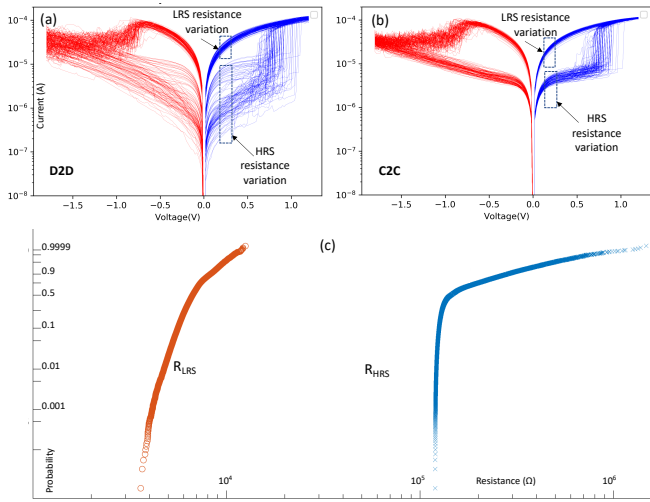 (a)
LRS resistance
variation
10⁻⁴
10⁻⁵
10⁻⁶
10⁻⁷
10⁻⁸
Current (A)
D2D
HRS
resistance
variation
−1.5 −1.0 −0.5 0.0 0.5 1.0
Voltage(V)
(b)
LRS resistance
variation
10⁻⁴
10⁻⁵
10⁻⁶
10⁻⁷
10⁻⁸
C2C
HRS
resistance
variation
−1.5 −1.0 −0.5 0.0 0.5 1.0
Voltage(V)
(c)
0.9999
0.9
0.5
0.1
0.01
0.001
Probability
R_LRS
R_HRS
10⁴ 10⁵ 10⁶
Resistance (Ω)